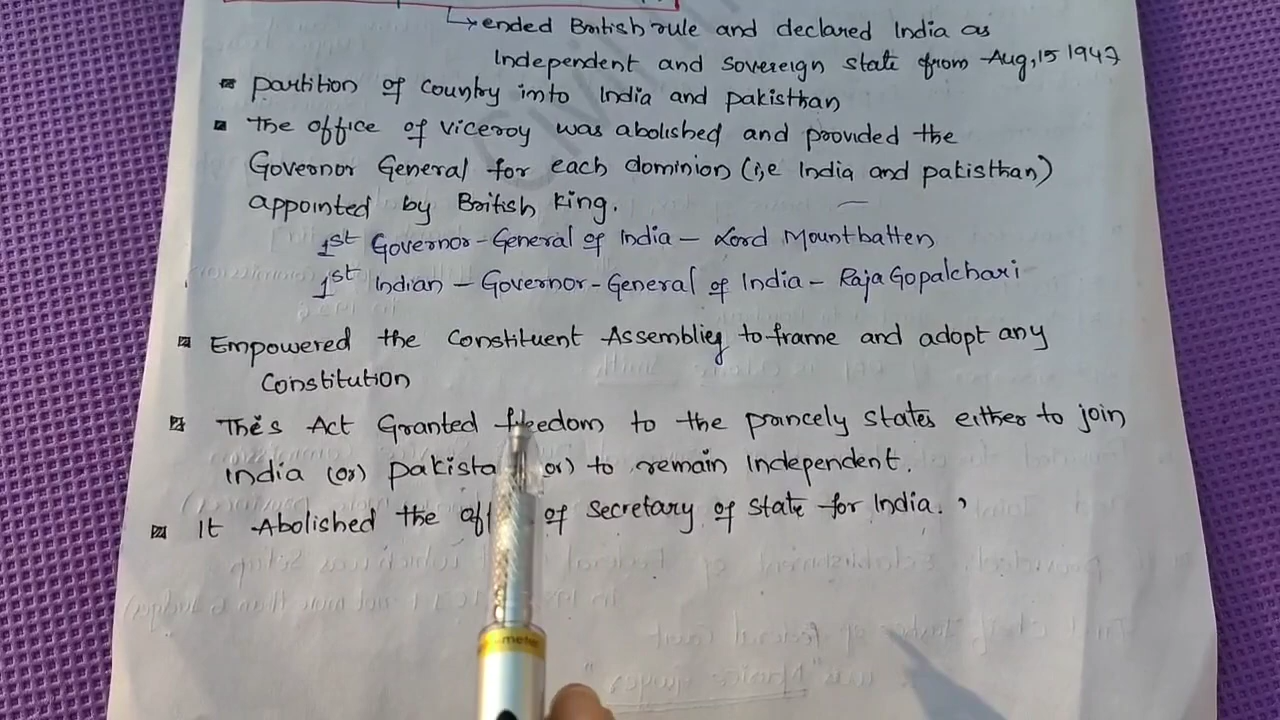 ended British rule and declared India as
Independent and sovereign state from Aug, 15 1947
partition of country into India and pakisthan
The office of viceroy was abolished and provided the
Governor General for each dominion (i,e India and pakisthan)
appointed by British king.
1st Governor-General of India - Lord Mountbatten
1st Indian - Governor-General of India - Raja Gopalchari
Empowered the Constituent Assemblieg to frame and adopt any
Constitution
This Act Granted freedom to the princely states either to join
India (or) pakista or) to remain Independent.
It Abolished the of secretary of state for India.
meter